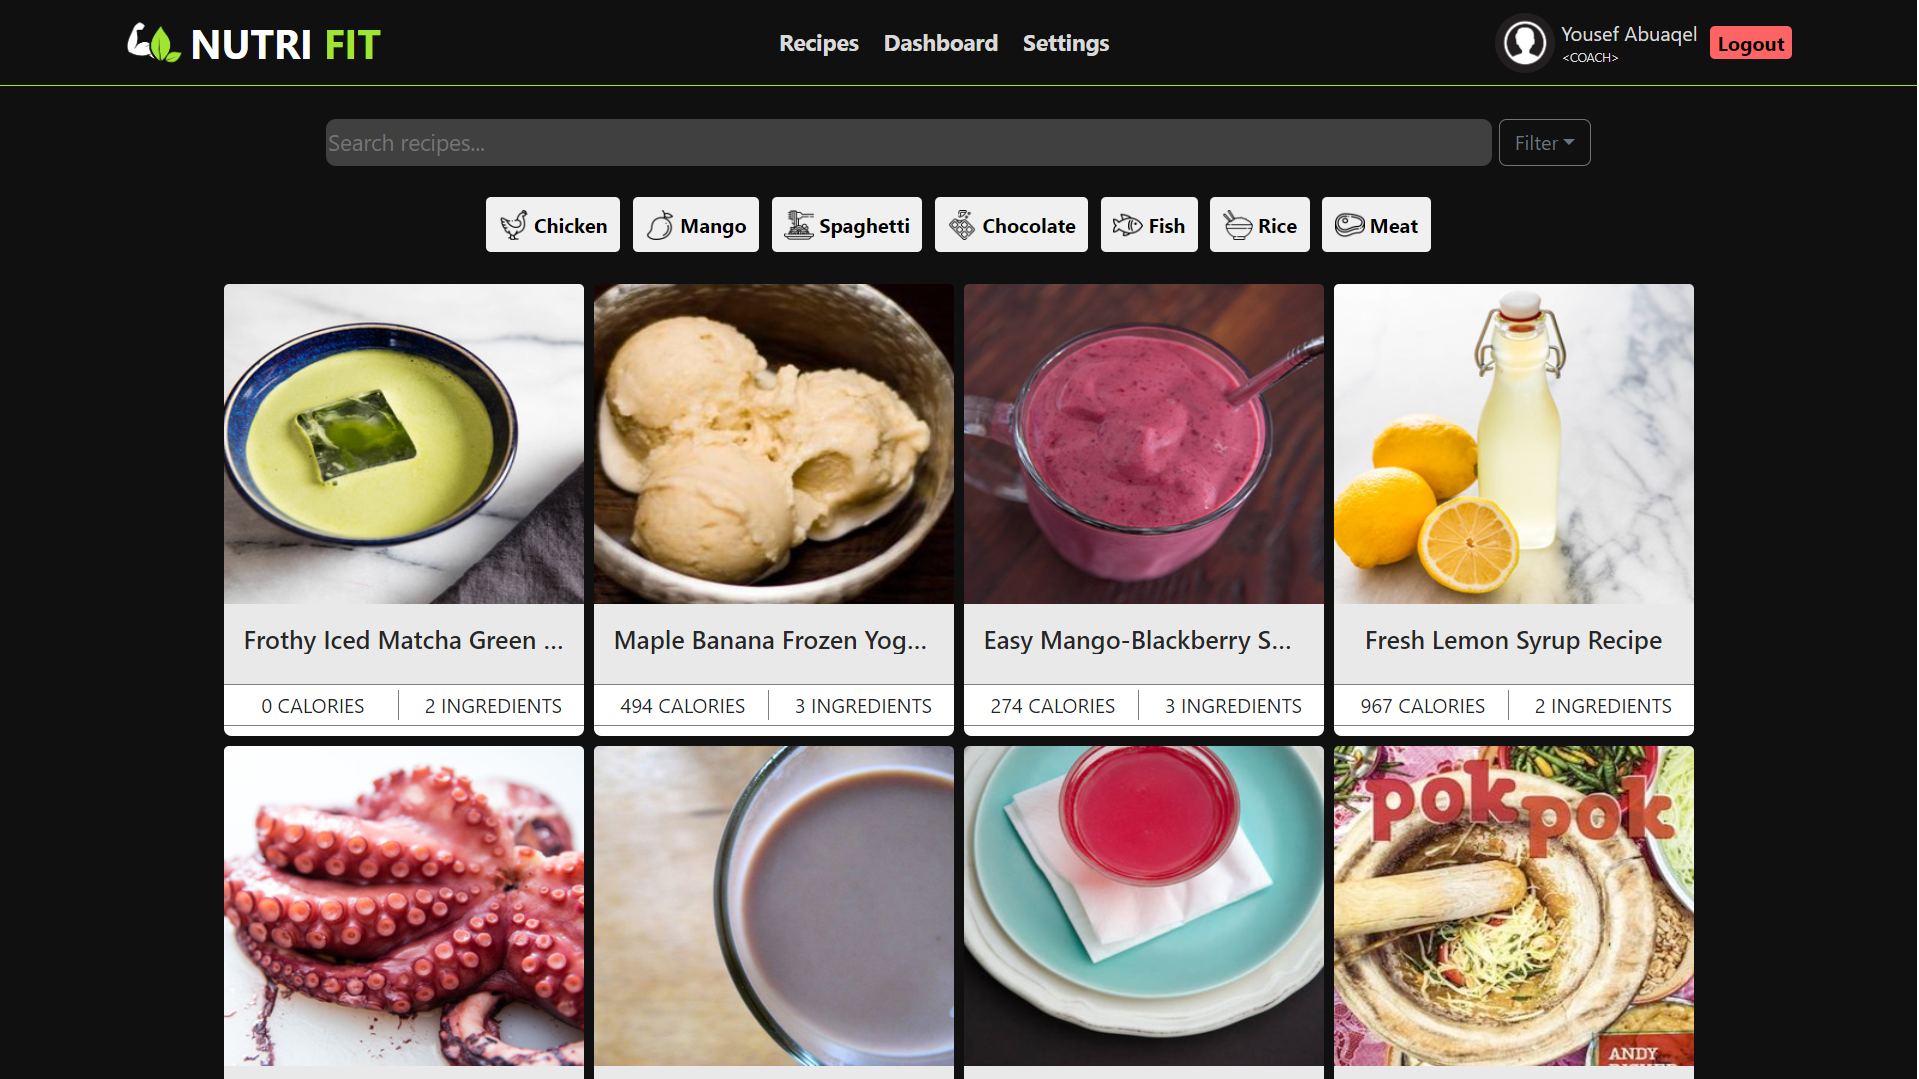 NUTRI FIT
Recipes
Dashboard
Settings
Yousef Abuaqel
<COACH>
Logout
Search recipes...
Filter
Chicken
Mango
Spaghetti
Chocolate
Fish
Rice
Meat
Frothy Iced Matcha Green ...
Maple Banana Frozen Yog...
Easy Mango-Blackberry S...
Fresh Lemon Syrup Recipe
0 CALORIES
2 INGREDIENTS
494 CALORIES
3 INGREDIENTS
274 CALORIES
3 INGREDIENTS
967 CALORIES
2 INGREDIENTS
pok pok
ANDY